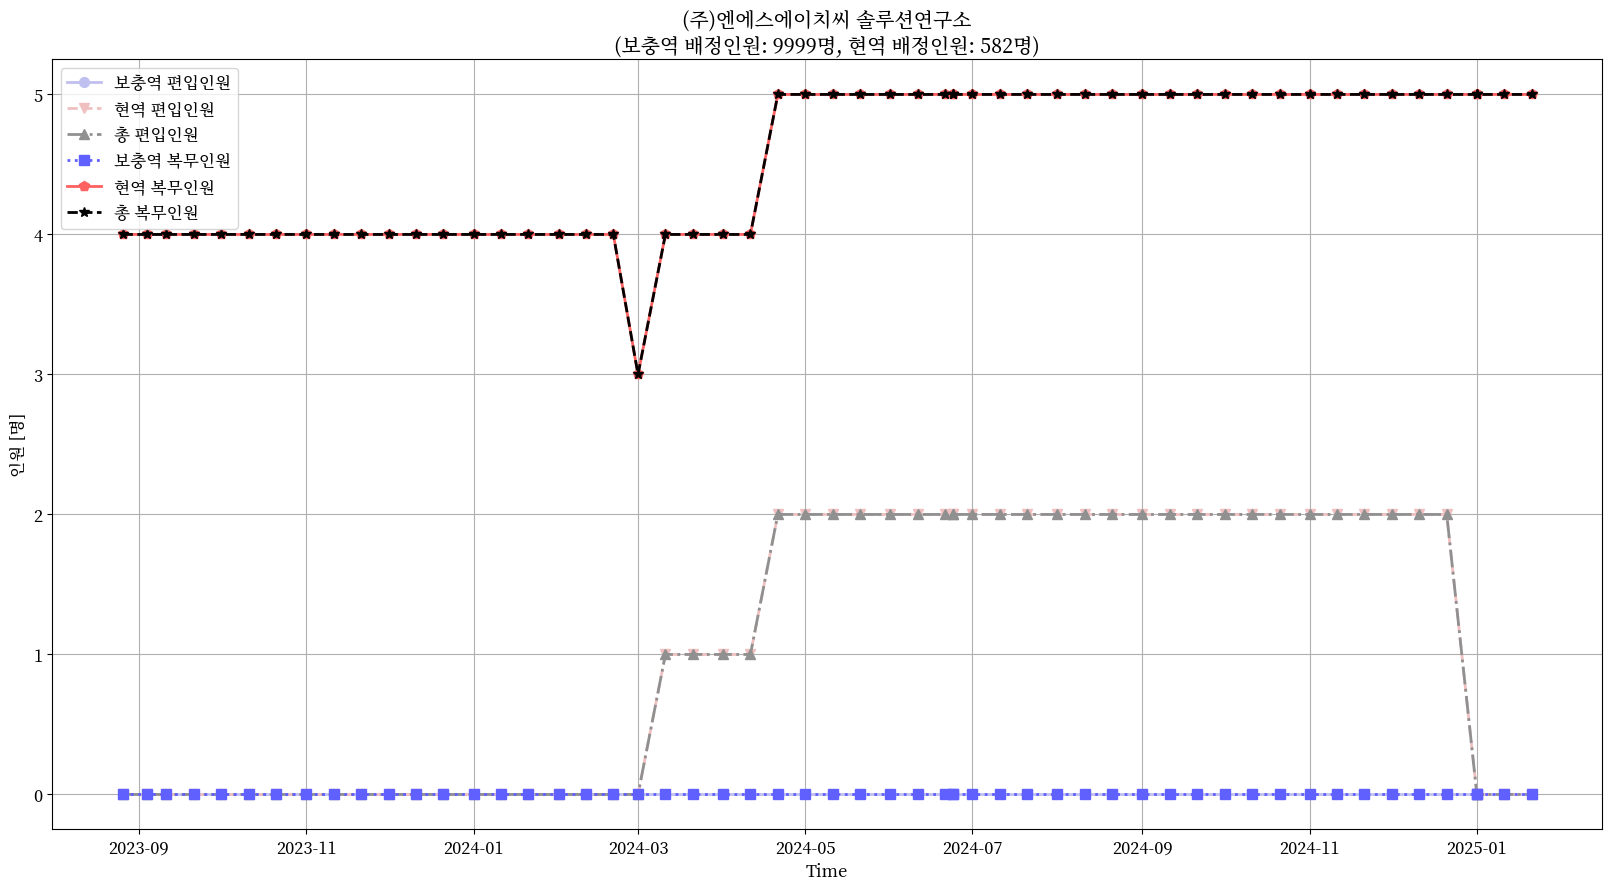 (주)엔에스에이치씨 솔루션연구소
(보충역 배정인원: 9999명, 현역 배정인원: 582명)
보충역 편입인원
현역 편입인원
총 편입인원
보충역 복무인원
현역 복무인원
총 복무인원
5
4
3
2
1
0
인원 [명]
2023-09
2023-11
2024-01
2024-03
2024-05
2024-07
2024-09
2024-11
2025-01
Time